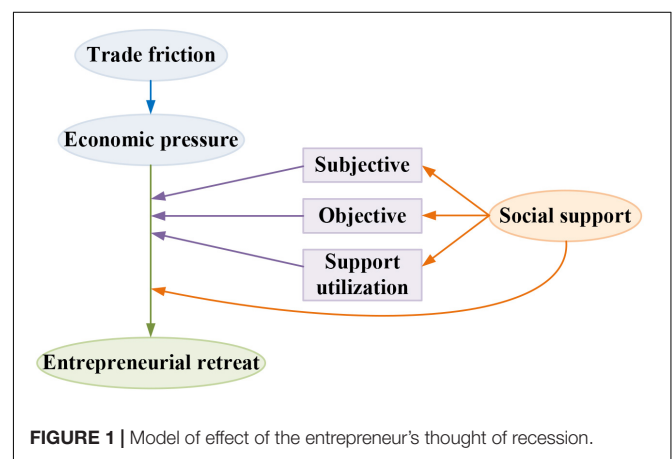 Trade friction
Economic pressure
Subjective
Objective
Social support
Support
utilization
Entrepreneurial retreat
FIGURE 1 | Model of effect of the entrepreneur's thought of recession.